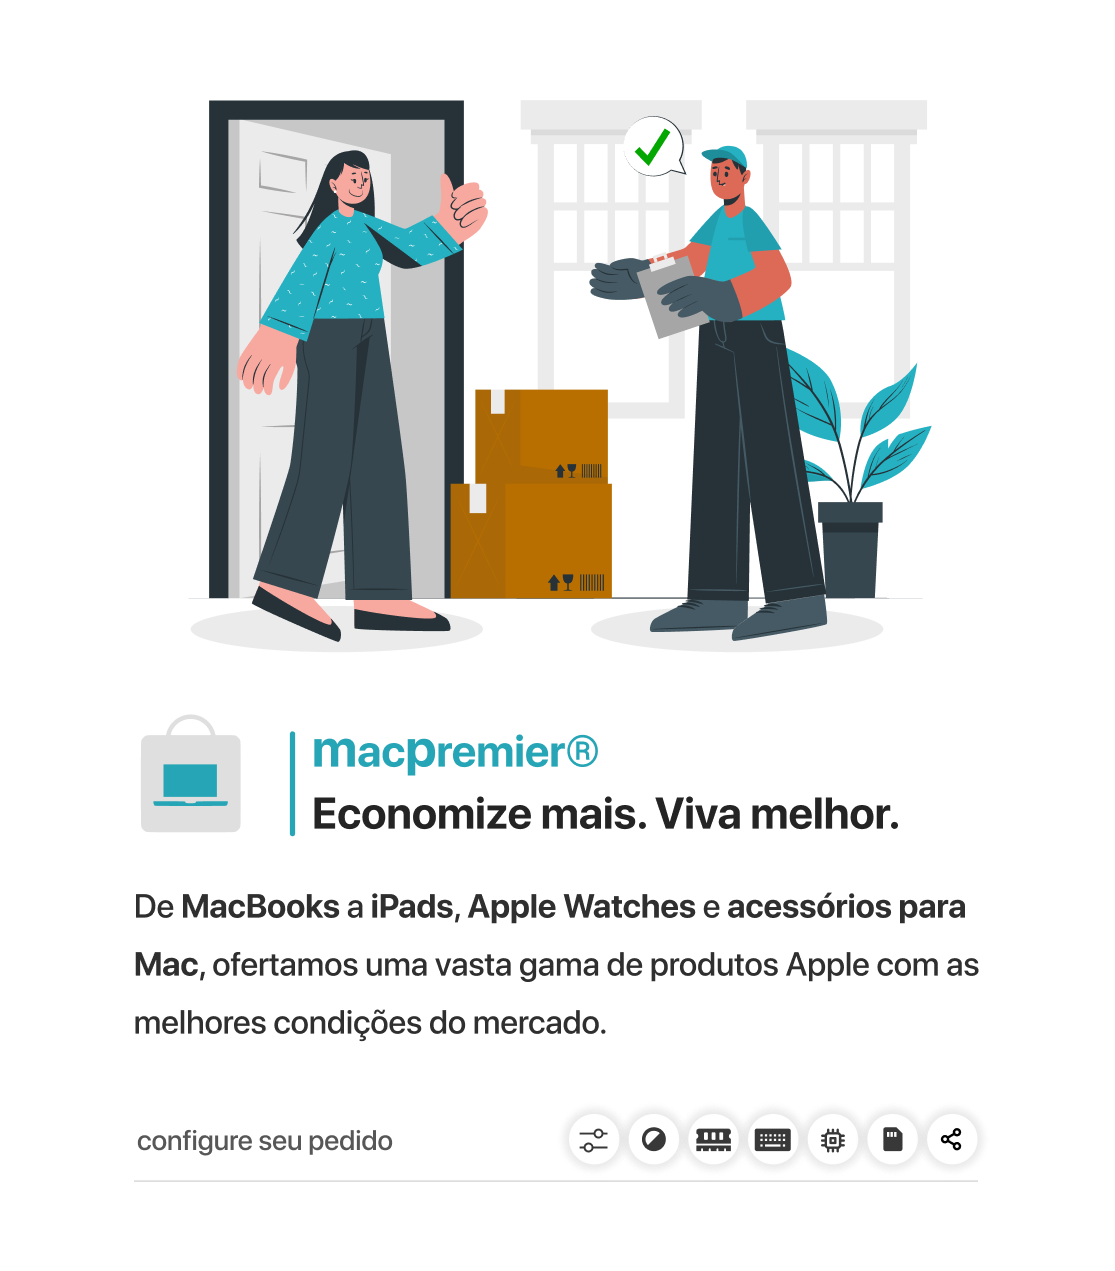 macpremier®
Economize mais. Viva melhor.
De MacBooks a iPads, Apple Watches e acessórios para
Mac, ofertamos uma vasta gama de produtos Apple com as
melhores condições do mercado.
configure seu pedido